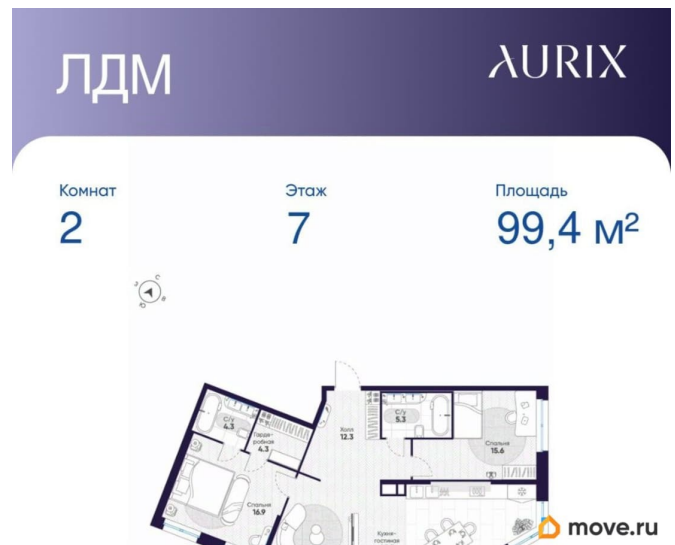 ЛДМ
AURIX
Комнат
Этаж
Площадь
2
7
99,4 м²
С
З
В
Ю
С/у
4.3
Гарде-
робная
4.3
Холл
12.3
С/у
5.3
Спальня
15.6
Спальня
16.9
Кухня-
гостиная
move.ru